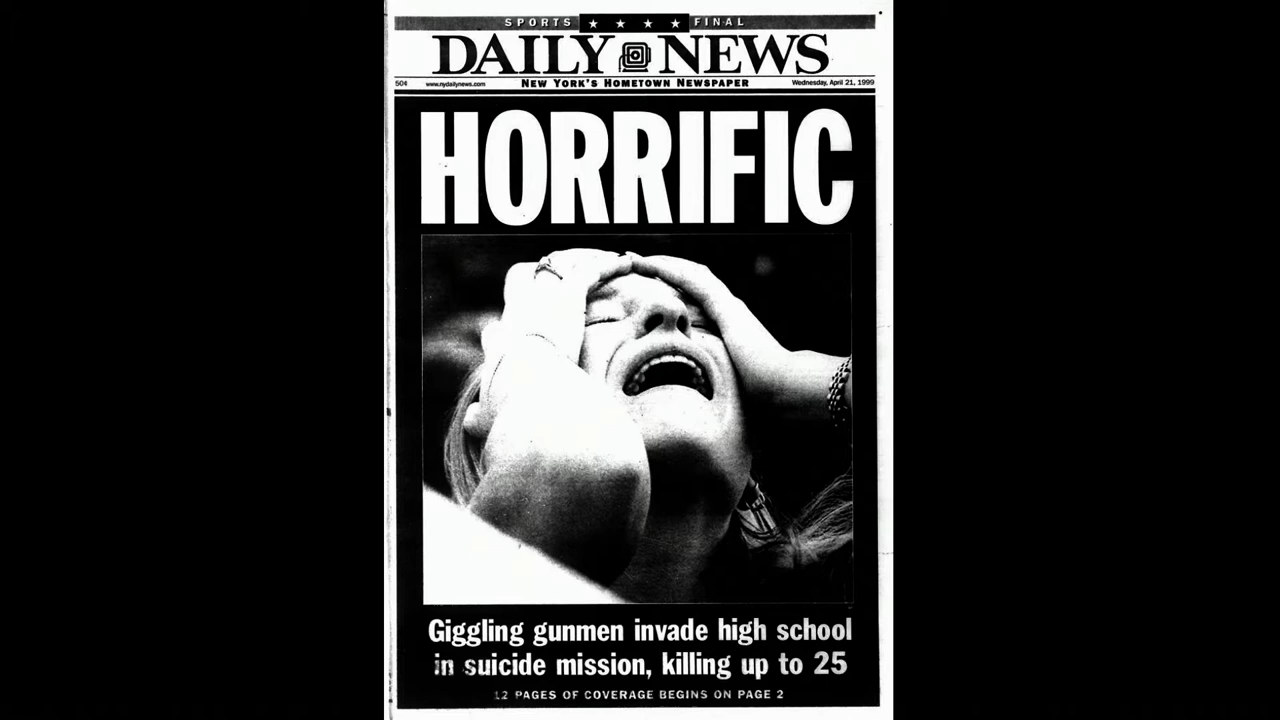 SPORTS ★ ★ ★ ★ FINAL
DAILY NEWS
50¢ www.nydailynews.com NEW YORK'S HOMETOWN NEWSPAPER Wednesday, April 21, 1999
HORRIFIC
Giggling gunmen invade high school
in suicide mission, killing up to 25
12 PAGES OF COVERAGE BEGINS ON PAGE 2